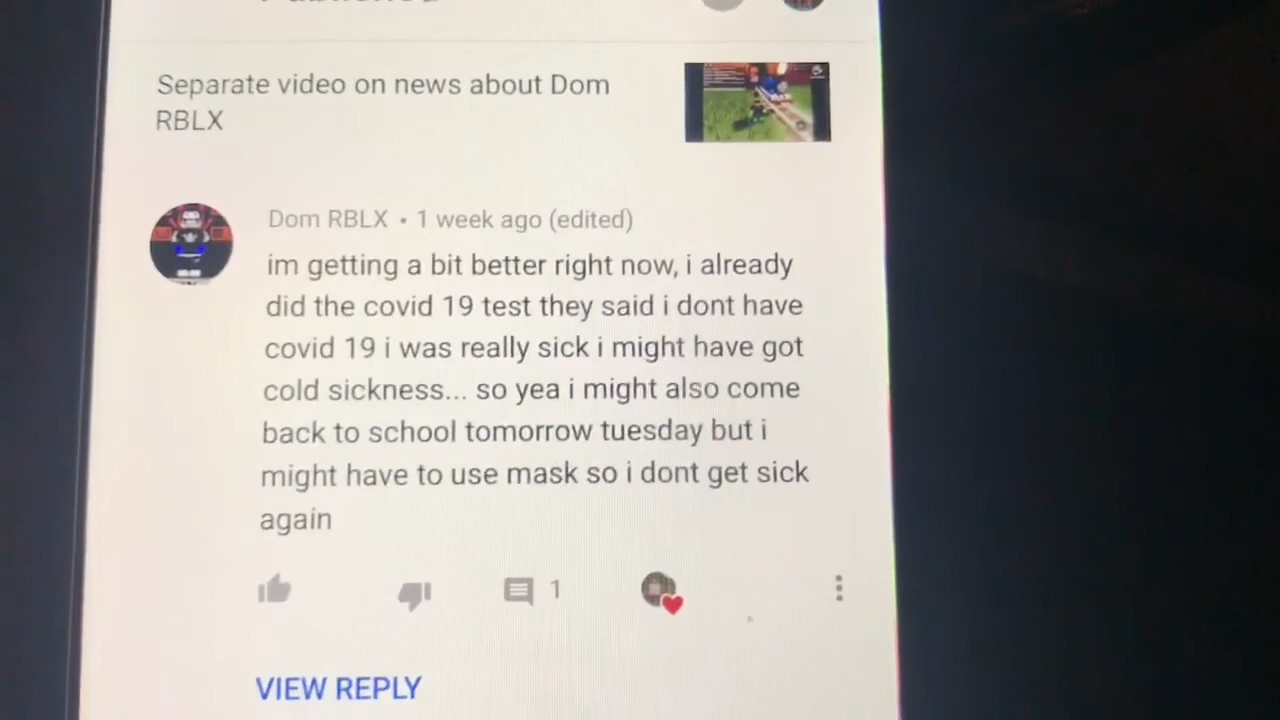 Separate video on news about Dom
RBLX
Dom RBLX • 1 week ago (edited)
im getting a bit better right now, i already
did the covid 19 test they said i dont have
covid 19 i was really sick i might have got
cold sickness... so yea i might also come
back to school tomorrow tuesday but i
might have to use mask so i dont get sick
again
1
VIEW REPLY